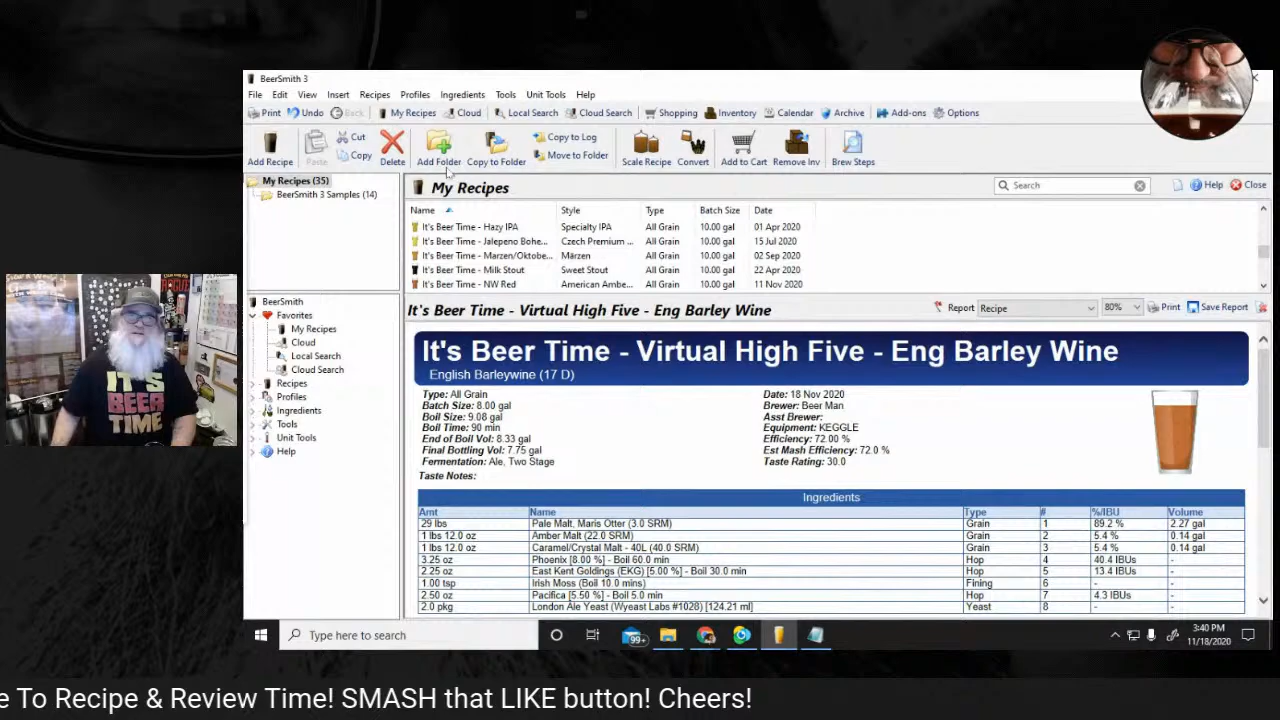 BeerSmith 3
File Edit View Insert Recipes Profiles Ingredients Tools Unit Tools Help
Print Undo Back My Recipes Cloud Local Search Cloud Search Shopping Inventory Calendar Archive Add-ons Options
Add Recipe Paste Cut Copy Delete Add Folder Copy to Folder Copy to Log Move to Folder Scale Recipe Convert Add to Cart Remove Inv Brew Steps
My Recipes (35)
BeerSmith 3 Samples (14)
My Recipes Search Help Close
Name Style Type Batch Size Date
It's Beer Time - Hazy IPA Specialty IPA All Grain 10.00 gal 01 Apr 2020
It's Beer Time - Jalepeno Bohe... Czech Premium ... All Grain 10.00 gal 15 Jul 2020
It's Beer Time - Marzen/Oktobe... Märzen All Grain 10.00 gal 02 Sep 2020
It's Beer Time - Milk Stout Sweet Stout All Grain 10.00 gal 22 Apr 2020
It's Beer Time - NW Red American Ambe... All Grain 10.00 gal 11 Nov 2020
BeerSmith
Favorites
My Recipes
Cloud
Local Search
Cloud Search
Recipes
Profiles
Ingredients
Tools
Unit Tools
Help
It's Beer Time - Virtual High Five - Eng Barley Wine Report Recipe 80% Print Save Report
It's Beer Time - Virtual High Five - Eng Barley Wine
English Barleywine (17 D)
Type: All Grain Date: 18 Nov 2020
Batch Size: 8.00 gal Brewer: Beer Man
Boil Size: 9.08 gal Asst Brewer:
Boil Time: 90 min Equipment: KEGGLE
End of Boil Vol: 8.33 gal Efficiency: 72.00 %
Final Bottling Vol: 7.75 gal Est Mash Efficiency: 72.0 %
Fermentation: Ale, Two Stage Taste Rating: 30.0
Taste Notes:
Ingredients
Amt Name Type # %/IBU Volume
29 lbs Pale Malt, Maris Otter (3.0 SRM) Grain 1 89.2 % 2.27 gal
1 lbs 12.0 oz Amber Malt (22.0 SRM) Grain 2 5.4 % 0.14 gal
1 lbs 12.0 oz Caramel/Crystal Malt - 40L (40.0 SRM) Grain 3 5.4 % 0.14 gal
3.25 oz Phoenix [8.00 %] - Boil 60.0 min Hop 4 40.4 IBUs -
2.25 oz East Kent Goldings (EKG) [5.00 %] - Boil 30.0 min Hop 5 13.4 IBUs -
1.00 tsp Irish Moss (Boil 10.0 mins) Fining 6 - -
2.50 oz Pacifica [5.50 %] - Boil 5.0 min Hop 7 4.3 IBUs -
2.0 pkg London Ale Yeast (Wyeast Labs #1028) [124.21 ml] Yeast 8 - -
IT'S
BEER
TIME
Type here to search 99+ 3:40 PM
11/18/2020
e To Recipe & Review Time! SMASH that LIKE button! Cheers!